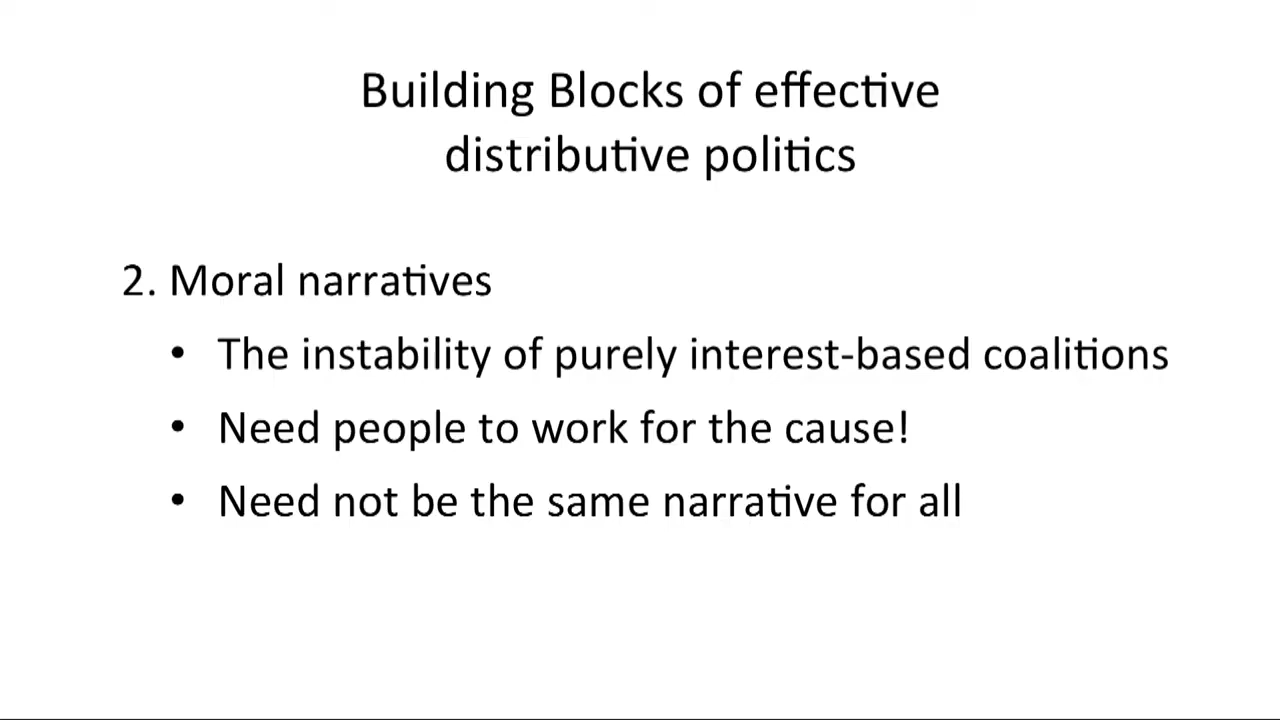 Building Blocks of effective
distributive politics
2. Moral narratives
• The instability of purely interest-based coalitions
• Need people to work for the cause!
• Need not be the same narrative for all